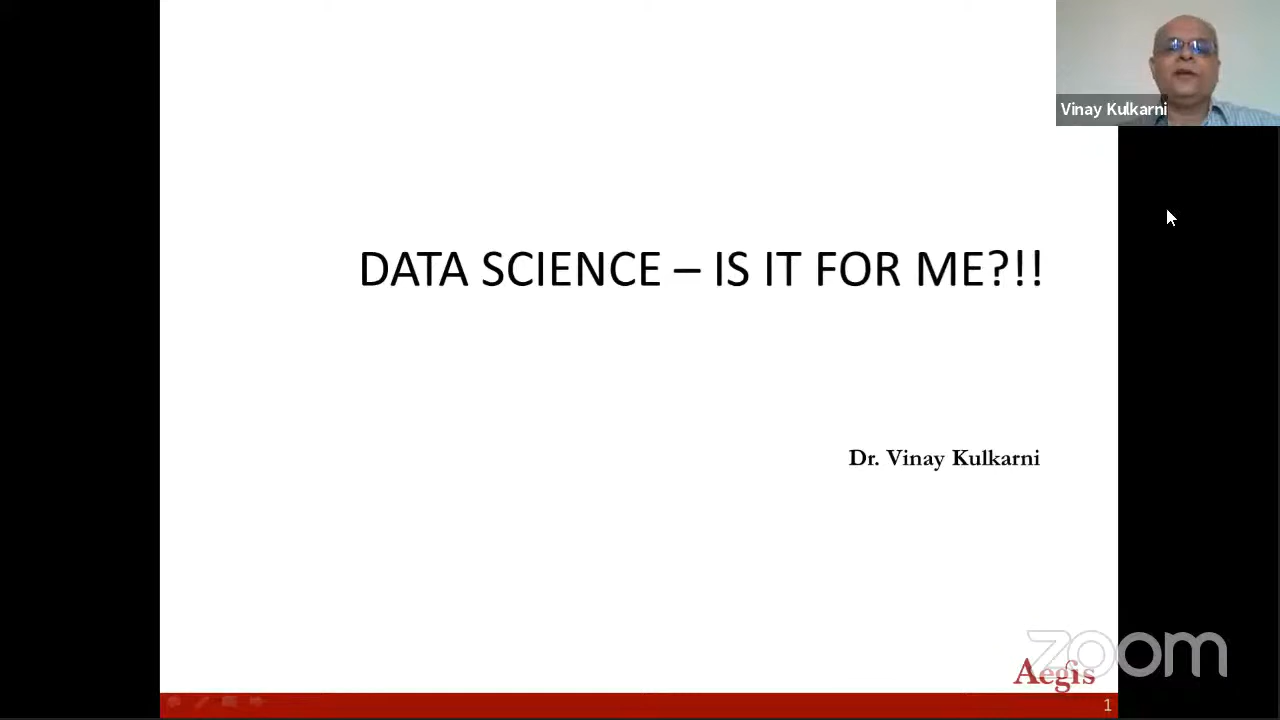 Vinay Kulkarni
DATA SCIENCE – IS IT FOR ME?!!
Dr. Vinay Kulkarni
zoom
Aegis
1